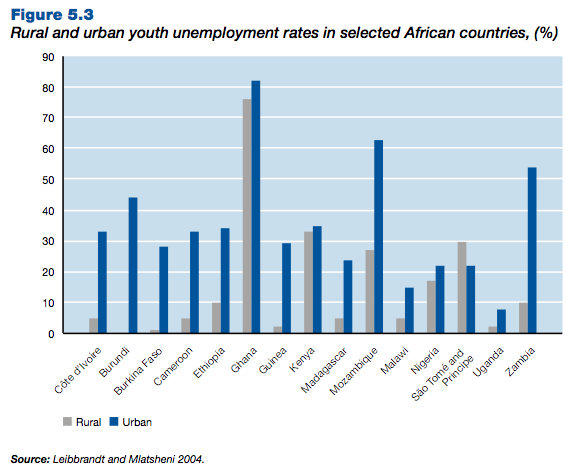 Figure 5.3
Rural and urban youth unemployment rates in selected African countries, (%)
90
80
70
60
50
40
30
20
10
0
Côte d'Ivoire
Burundi
Burkina Faso
Cameroon
Ethiopia
Ghana
Guinea
Kenya
Madagascar
Mozambique
Malawi
Nigeria
São Tomé and
Principe
Uganda
Zambia
Rural Urban
Source: Leibbrandt and Mlatsheni 2004.